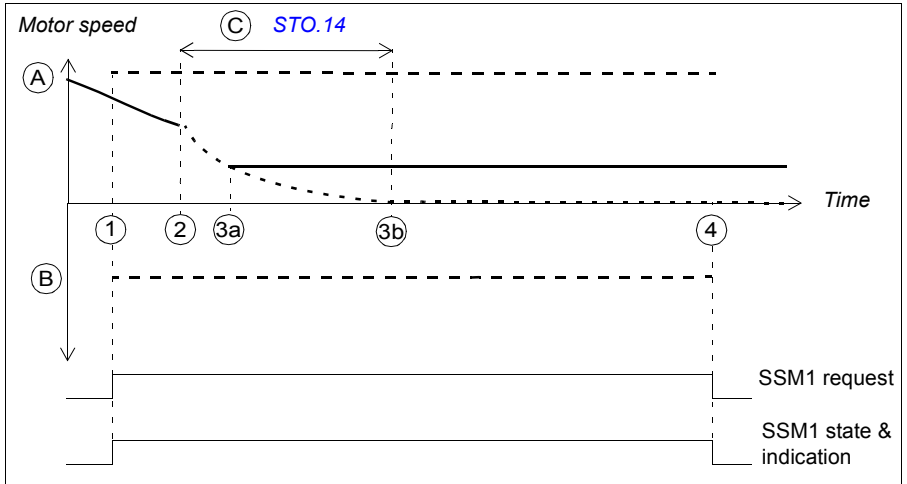 Motor speed
C STO.14
A
Time
1 2 3a 3b 4
B
SSM1 request
SSM1 state &
indication